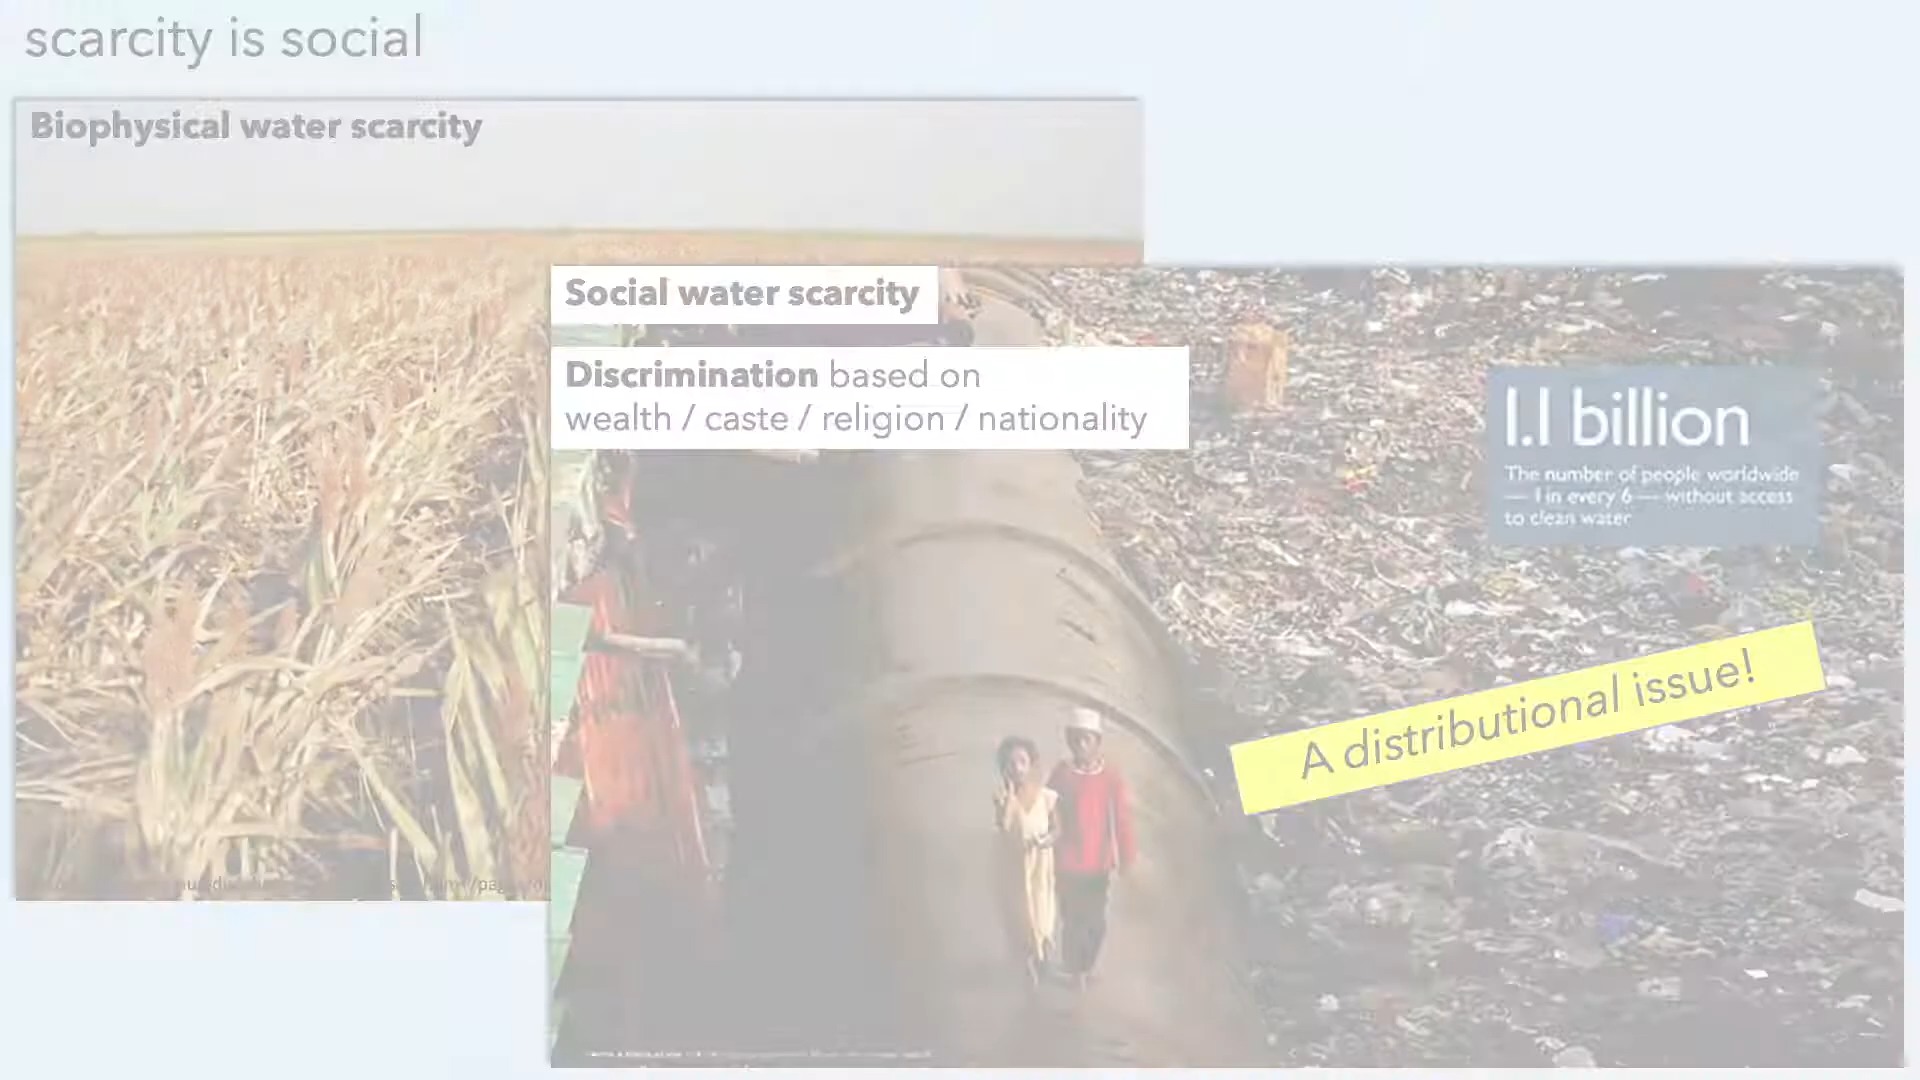 scarcity is social
Biophysical water scarcity
Social water scarcity
Discrimination based on
wealth / caste / religion / nationality
1.1 billion
The number of people worldwide
— 1 in every 6 — without access
to clean water
A distributional issue!